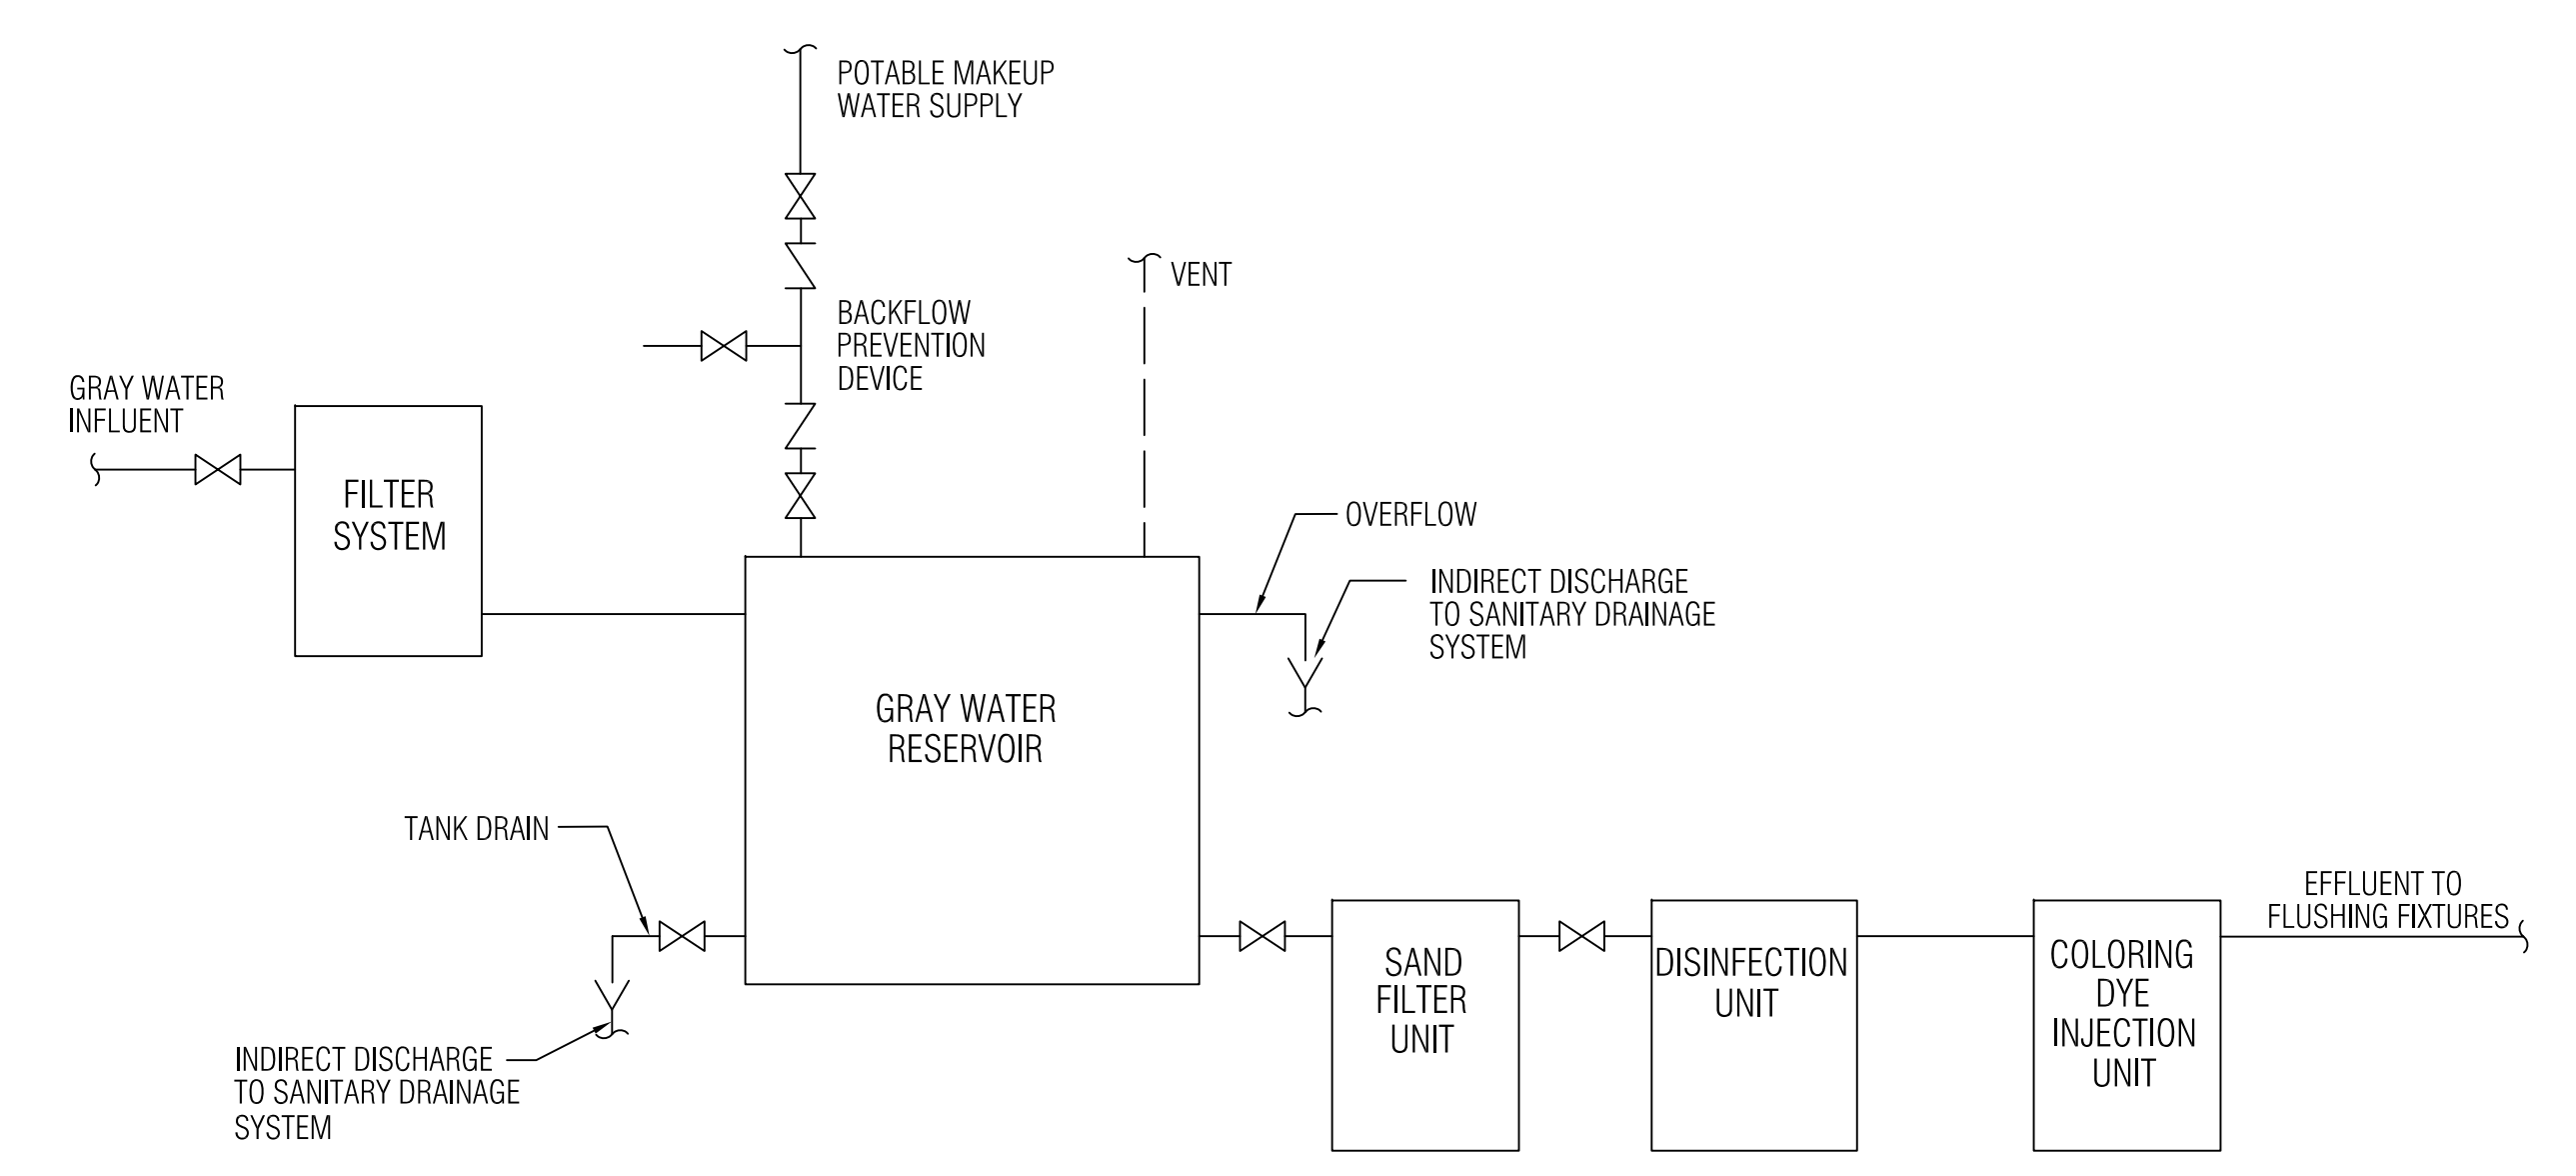 POTABLE MAKEUP
WATER SUPPLY
VENT
BACKFLOW
PREVENTION
DEVICE
GRAY WATER
INFLUENT
FILTER
SYSTEM
OVERFLOW
INDIRECT DISCHARGE
TO SANITARY DRAINAGE
SYSTEM
GRAY WATER
RESERVOIR
TANK DRAIN
INDIRECT DISCHARGE
TO SANITARY DRAINAGE
SYSTEM
SAND
FILTER
UNIT
DISINFECTION
UNIT
COLORING
DYE
INJECTION
UNIT
EFFLUENT TO
FLUSHING FIXTURES